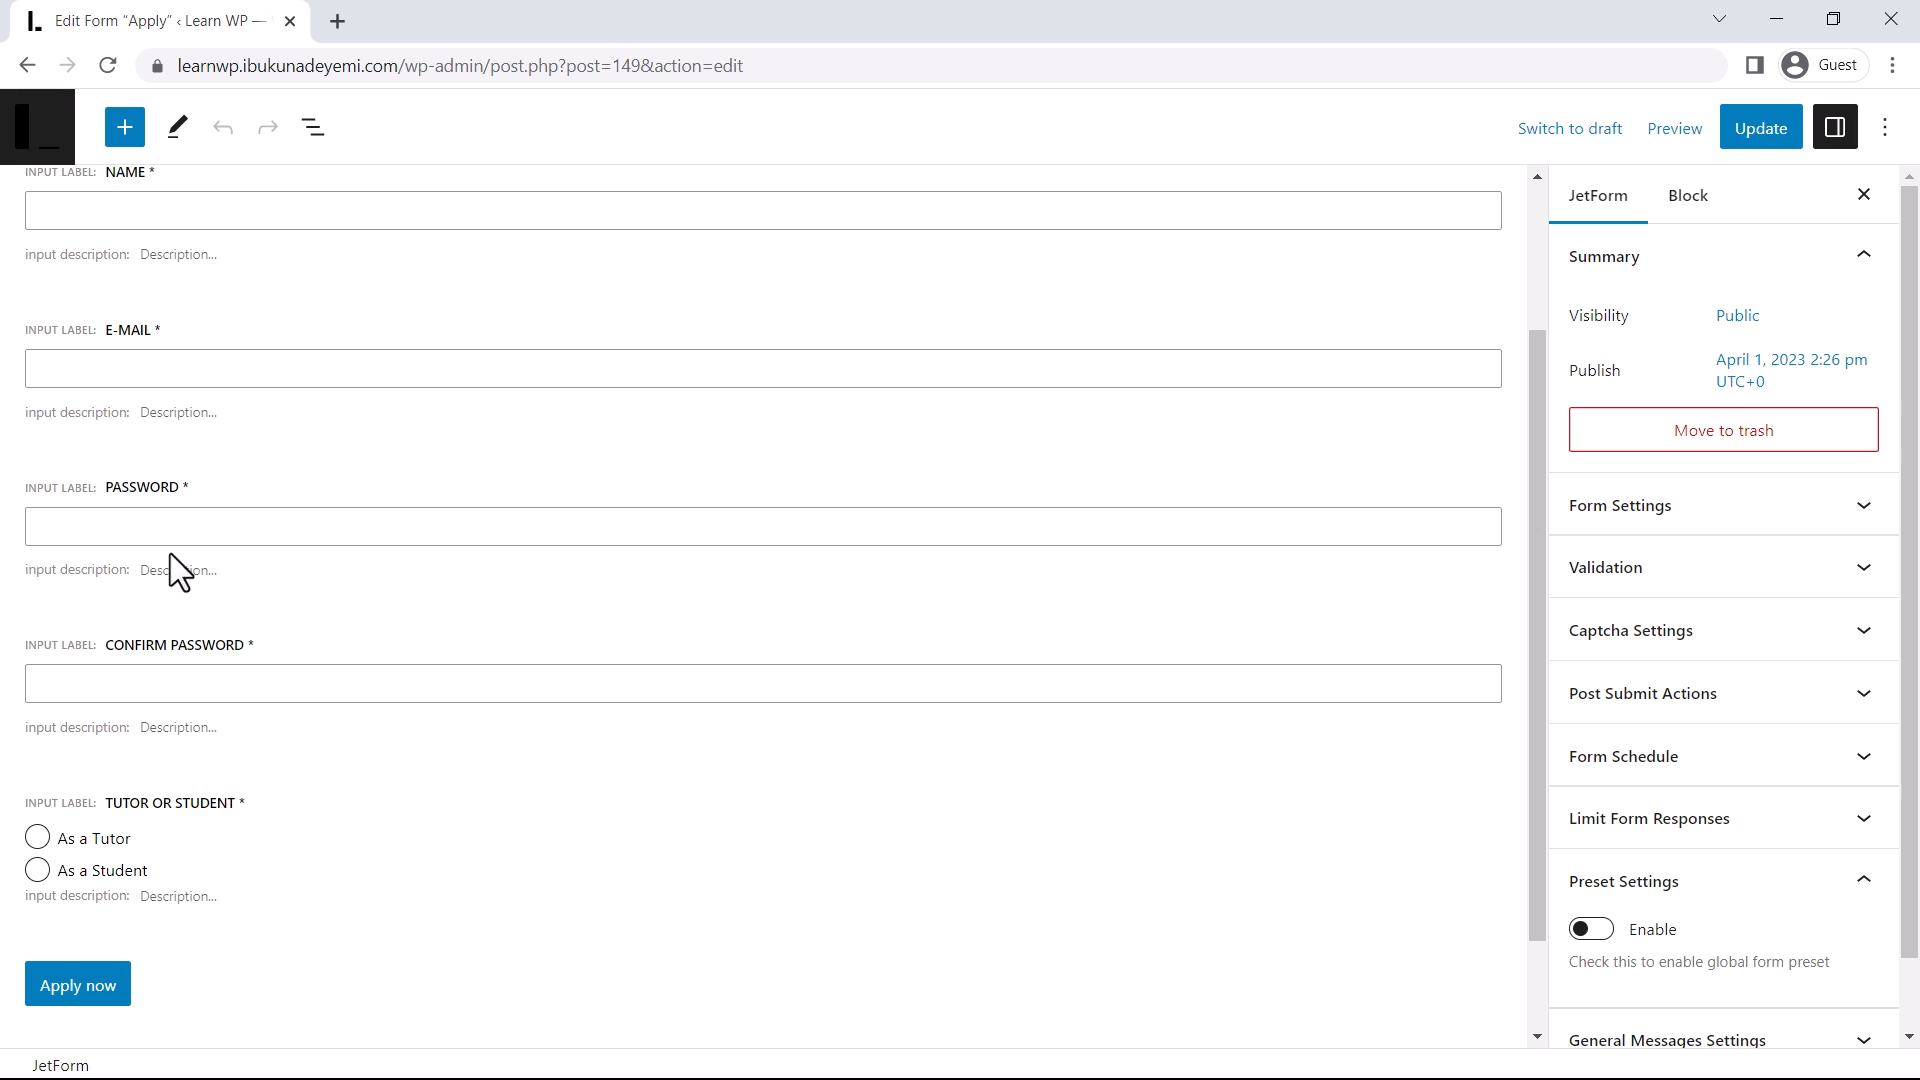 Edit Form “Apply” ‹ Learn WP —
learnwp.ibukunadeyemi.com/wp-admin/post.php?post=149&action=edit
Guest
Switch to draft
Preview
Update
INPUT LABEL: NAME *
input description: Description...
INPUT LABEL: E-MAIL *
input description: Description...
INPUT LABEL: PASSWORD *
input description:
INPUT LABEL: CONFIRM PASSWORD *
input description: Description...
INPUT LABEL: TUTOR OR STUDENT *
As a Tutor
As a Student
input description: Description...
Apply now
JetForm
JetForm
Block
Summary
Visibility
Public
Publish
April 1, 2023 2:26 pm
UTC+0
Move to trash
Form Settings
Validation
Captcha Settings
Post Submit Actions
Form Schedule
Limit Form Responses
Preset Settings
Enable
Check this to enable global form preset
General Messages Settings